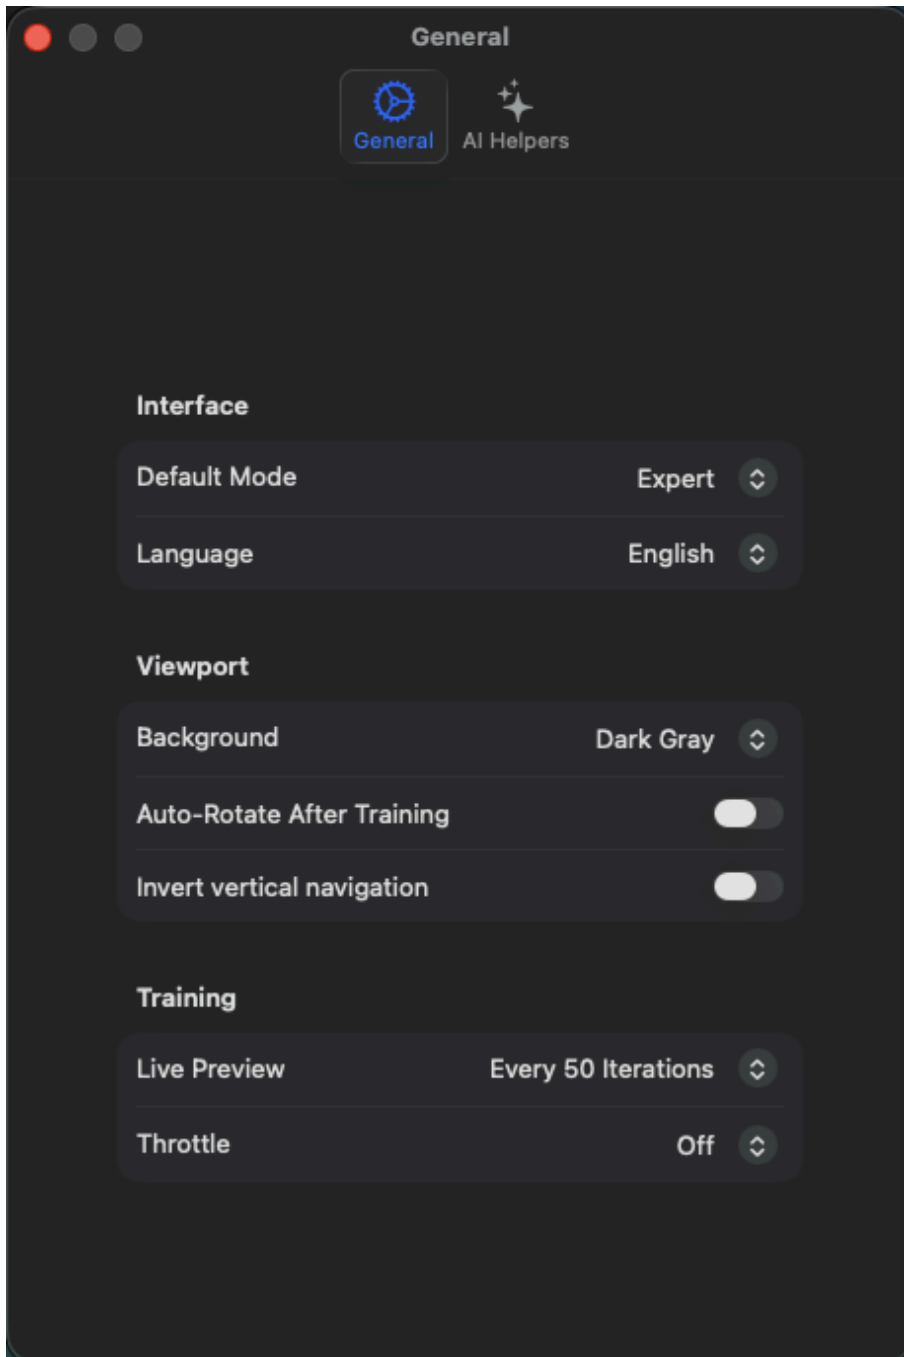 General
General
AI Helpers
Interface
Default Mode Expert
Language English
Viewport
Background Dark Gray
Auto-Rotate After Training
Invert vertical navigation
Training
Live Preview Every 50 Iterations
Throttle Off